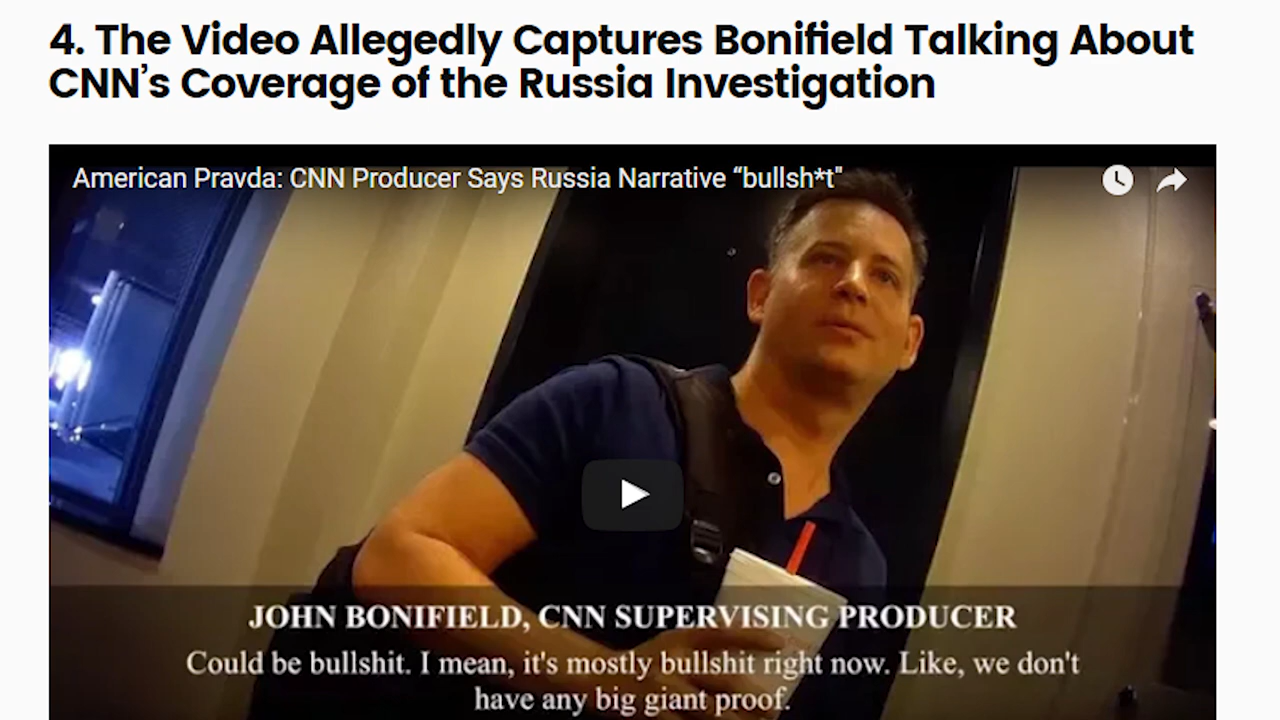 4. The Video Allegedly Captures Bonifield Talking About
CNN’s Coverage of the Russia Investigation
American Pravda: CNN Producer Says Russia Narrative “bullsh*t"
JOHN BONIFIELD, CNN SUPERVISING PRODUCER
Could be bullshit. I mean, it's mostly bullshit right now. Like, we don't
have any big giant proof.